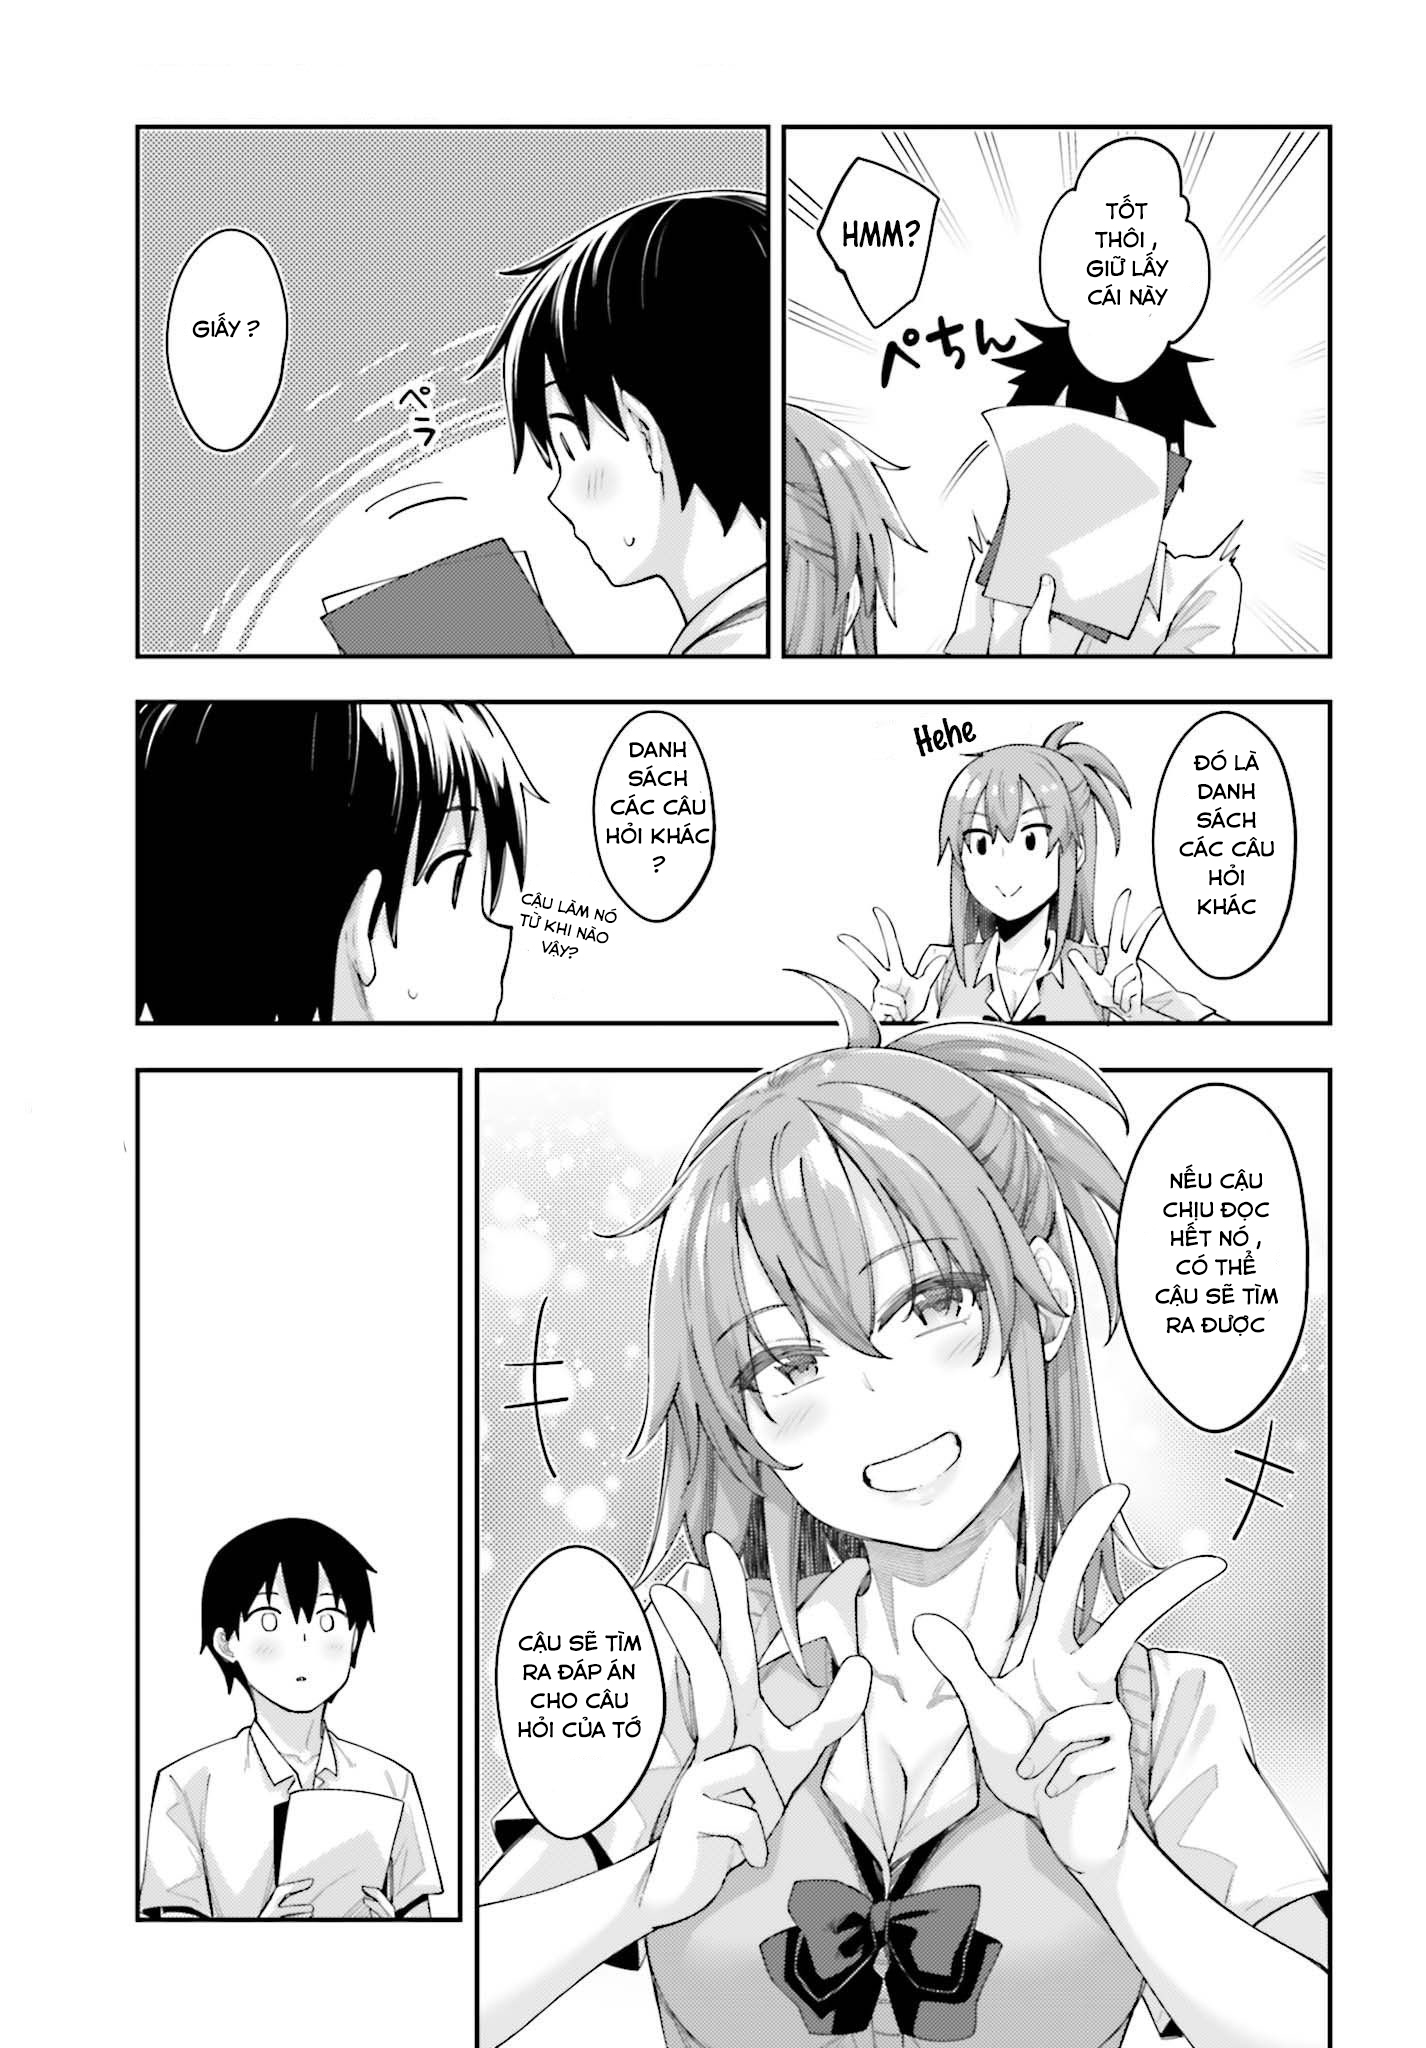 TỐT
THÔI ,
GIỮ LẤY
CÁI NÀY
HMM?
ぺちん
GIẤY ?
ペラ
ĐÓ LÀ
DANH
SÁCH
CÁC CÂU
HỎI
KHÁC
Hehe
DANH
SÁCH
CÁC CÂU
HỎI KHÁC
?
CẬU LÀM NÓ
TỪ KHI NÀO
VẬY?
NẾU CẬU
CHỊU ĐỌC
HẾT NÓ ,
CÓ THỂ
CẬU SẼ TÌM
RA ĐƯỢC
CẬU SẼ TÌM
RA ĐÁP ÁN
CHO CÂU
HỎI CỦA TỚ